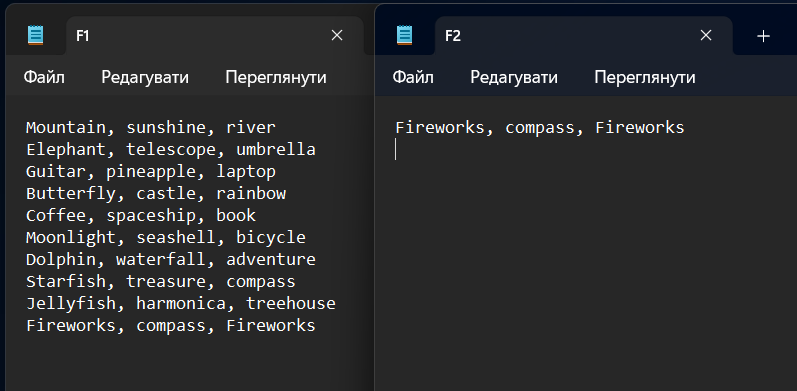 F1
Файл Редагувати Переглянути
Mountain, sunshine, river
Elephant, telescope, umbrella
Guitar, pineapple, laptop
Butterfly, castle, rainbow
Coffee, spaceship, book
Moonlight, seashell, bicycle
Dolphin, waterfall, adventure
Starfish, treasure, compass
Jellyfish, harmonica, treehouse
Fireworks, compass, Fireworks
F2
Файл Редагувати Переглянути
Fireworks, compass, Fireworks